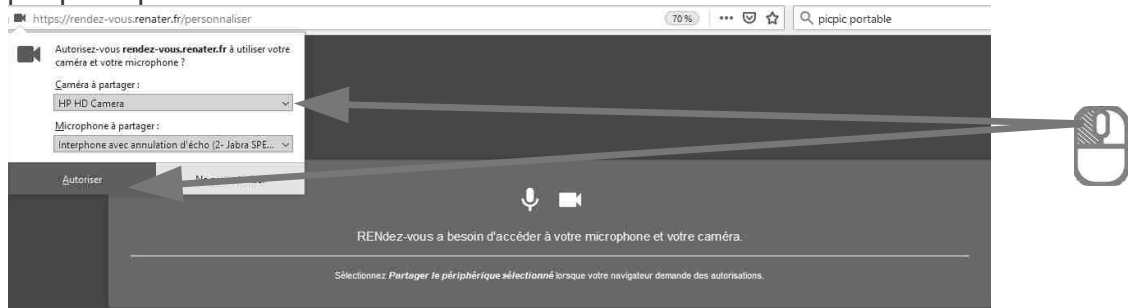 https://rendez-vous.renater.fr/personnaliser
70 %
picpic portable
Autorisez-vous rendez-vous.renater.fr à utiliser votre
caméra et votre microphone ?
Caméra à partager :
HP HD Camera
Microphone à partager :
Interphone avec annulation d'écho (2- Jabra SPE...
Autoriser
RENdez-vous a besoin d'accéder à votre microphone et votre caméra.
Sélectionnez Partager le périphérique sélectionné lorsque votre navigateur demande des autorisations.